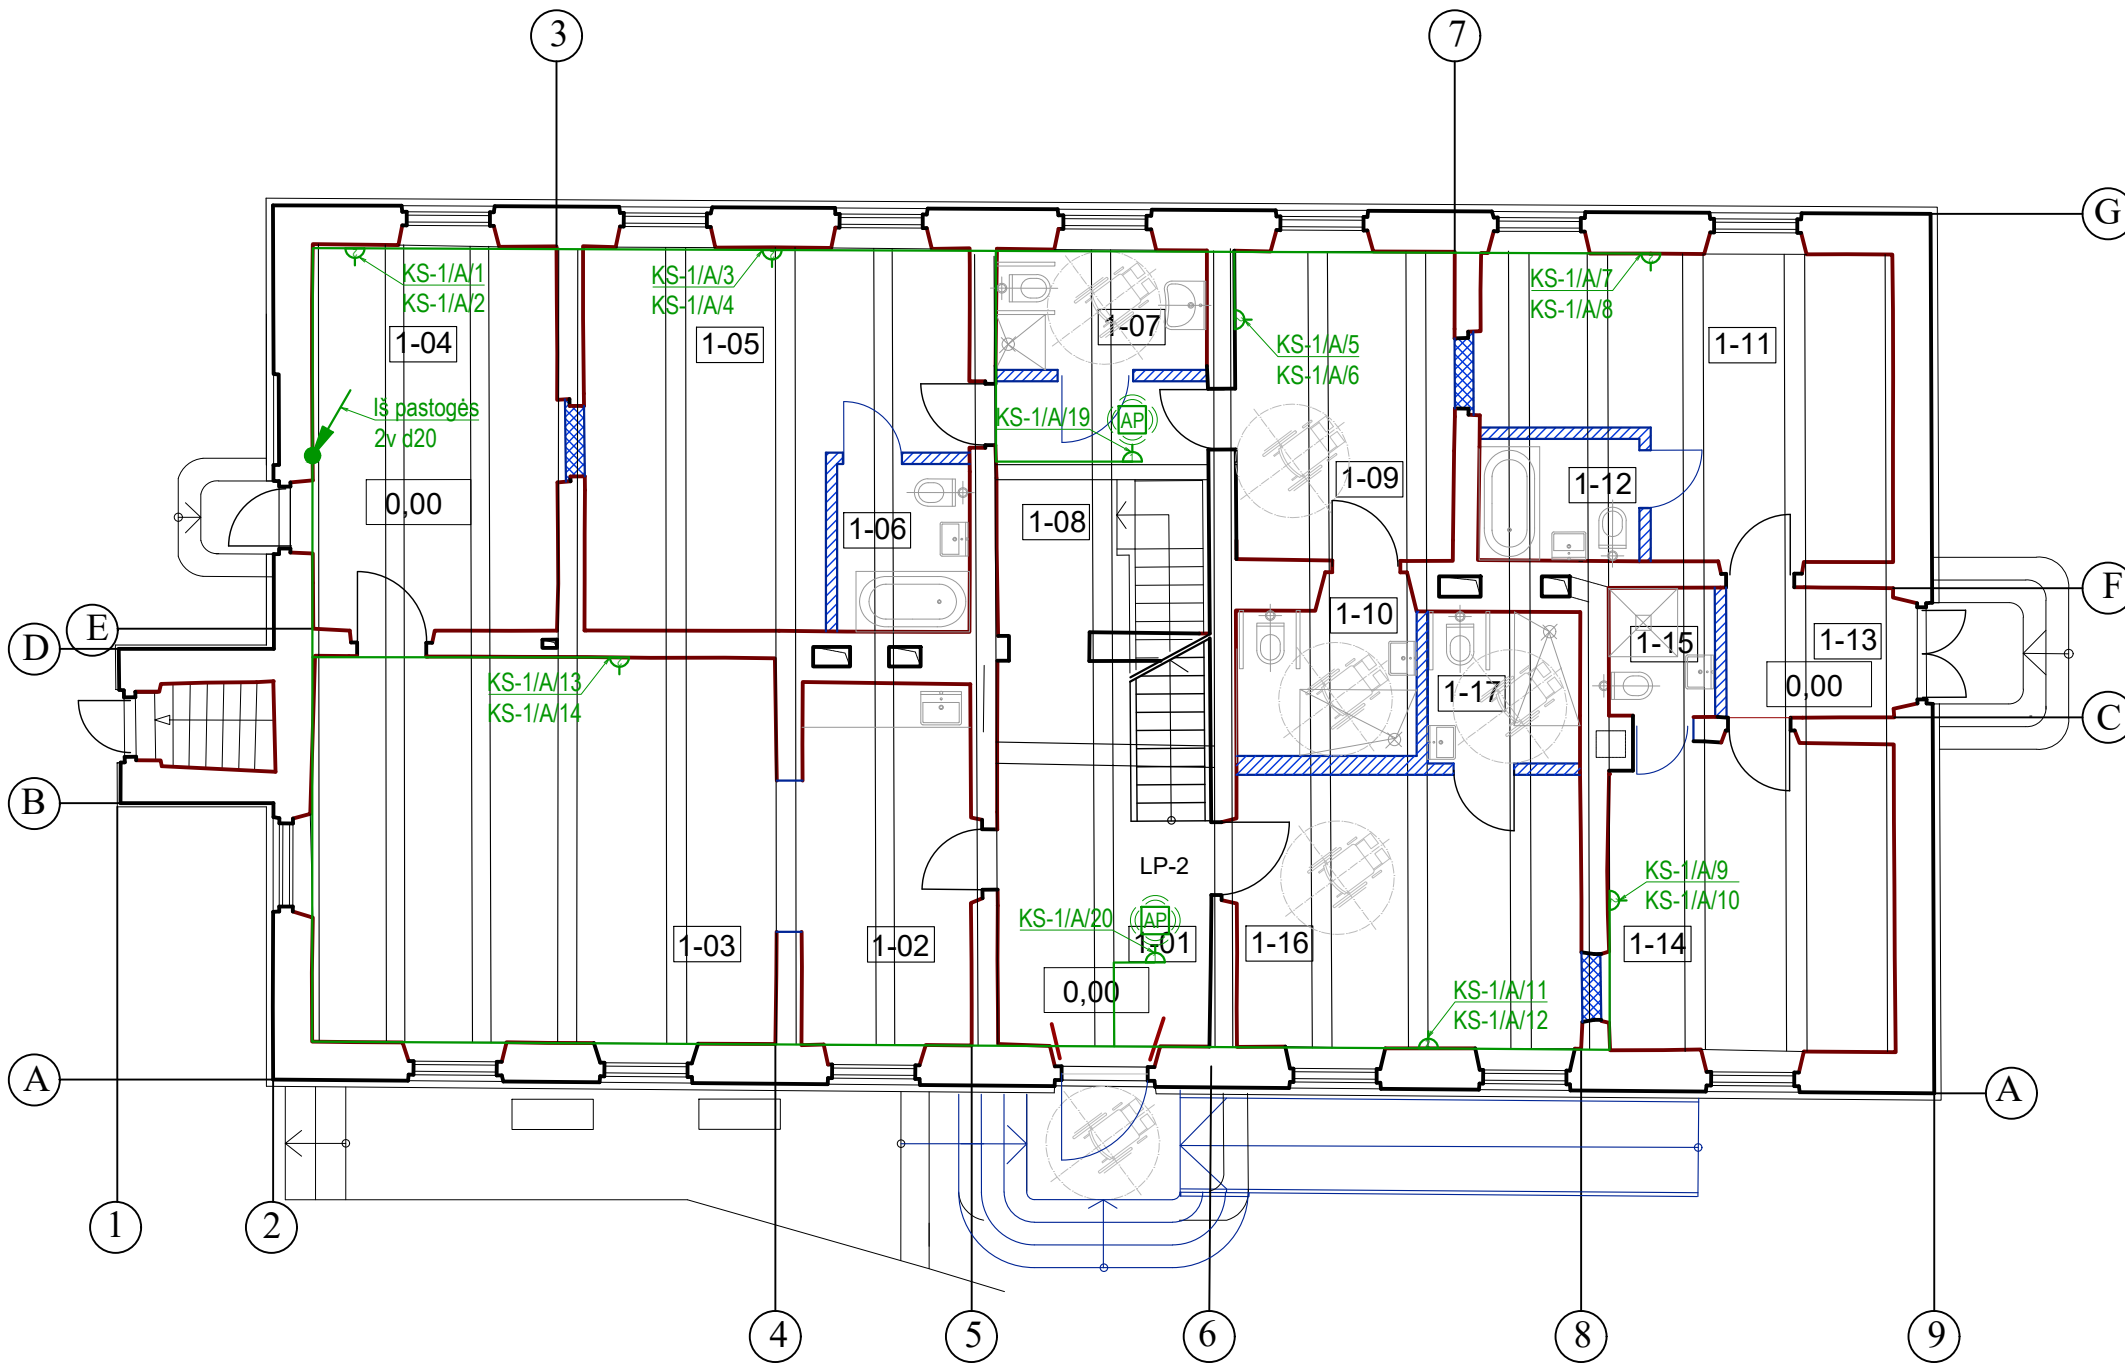 3
7
G
KS-1/A/1
KS-1/A/2
KS-1/A/3
KS-1/A/4
KS-1/A/7
KS-1/A/8
1-04
1-05
1-07
1-11
KS-1/A/5
KS-1/A/6
Iš pastogės
2v d20
KS-1/A/19
AP
0,00
1-06
1-08
1-09
1-12
F
E
D
1-10
1-15
1-13
KS-1/A/13
KS-1/A/14
1-17
0,00
C
B
LP-2
KS-1/A/9
KS-1/A/10
KS-1/A/20
AP
1-03
1-02
1-01
1-16
1-14
0,00
KS-1/A/11
KS-1/A/12
A
A
1
2
4
5
6
8
9